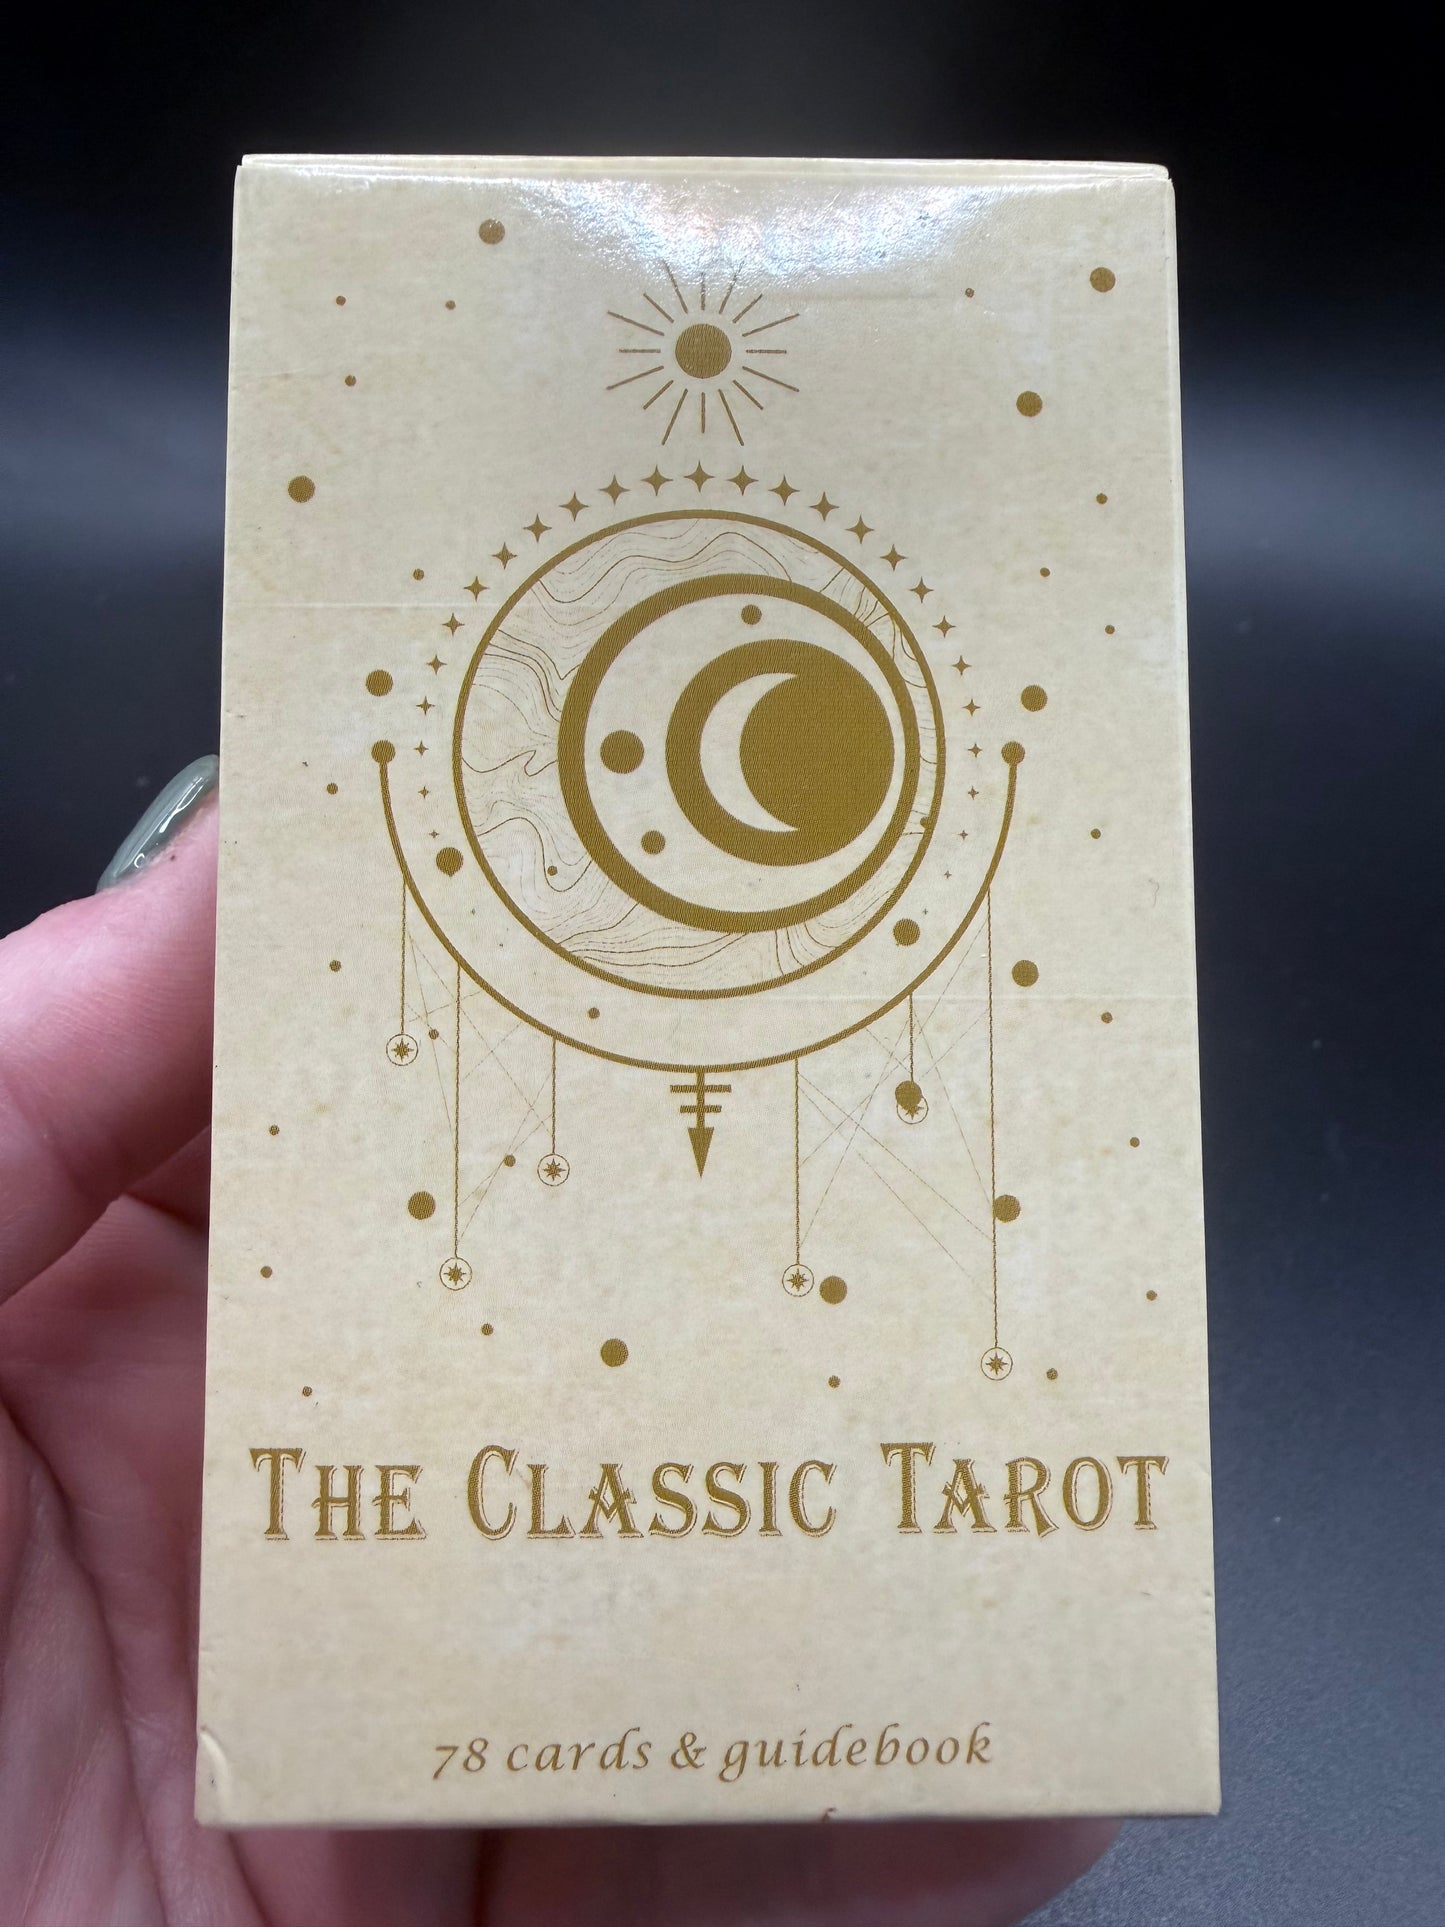 The Classic Tarot
78 cards & guidebook